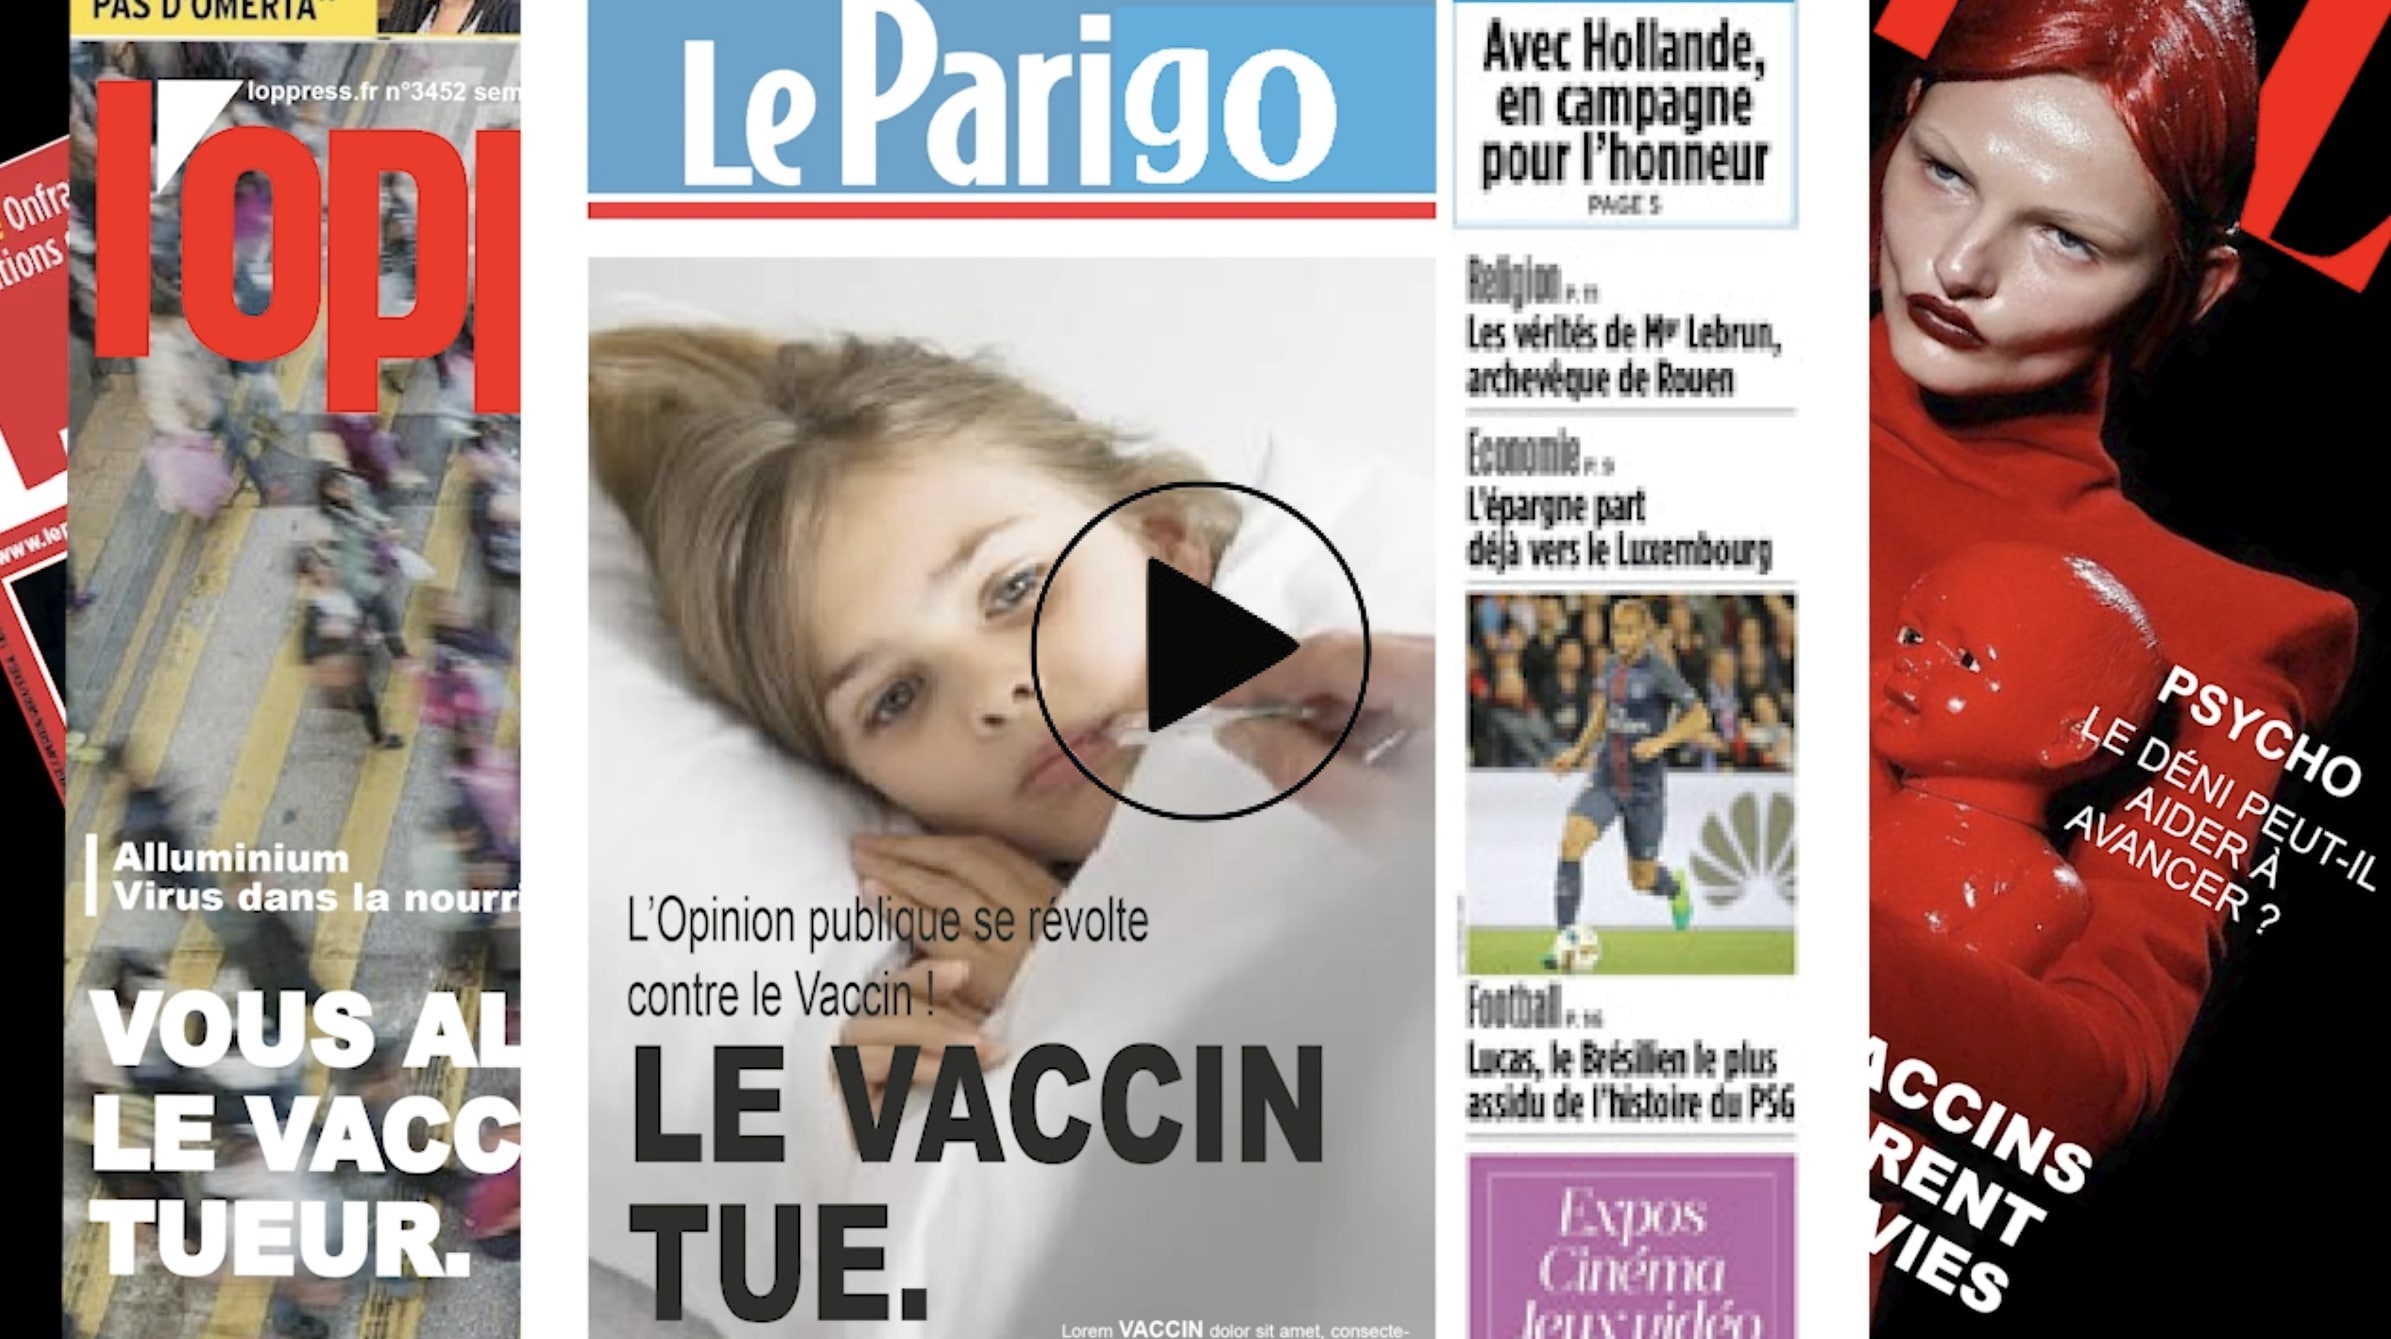 PAS D'OMERTA"
loppress.fr n°3452 sem
l'opp
Onfra
tions
www.lep
Alluminium
Virus dans la nourri
VOUS AL
LE VACC
TUEUR.
Le Parigo
L'Opinion publique se révolte
contre le Vaccin !
LE VACCIN
TUE.
Lorem VACCIN dolor sit amet, consecte-
Avec Hollande,
en campagne
pour l'honneur
PAGE 5
Religion P. 11
Les vérités de Mgr Lebrun,
archevêque de Rouen
Economie P. 9
L'épargne part
déjà vers le Luxembourg
Football P. 16
Lucas, le Brésilien le plus
assidu de l'histoire du PSG
Expos
Cinéma
Jeux vidéo
PSYCHO
LE DÉNI PEUT-IL
AIDER À
AVANCER ?
ACCINS
RENT
VIES